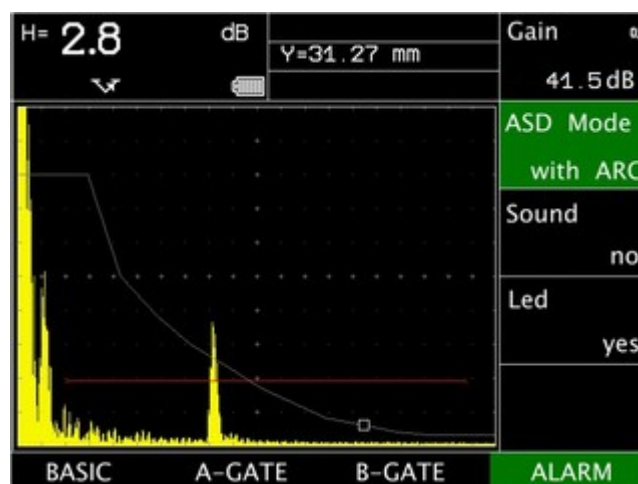 H= 2.8 dB
Y=31.27 mm
Gain
41.5dB
ASD Mode
with ARC
Sound
no
Led
yes
BASIC A-GATE B-GATE ALARM